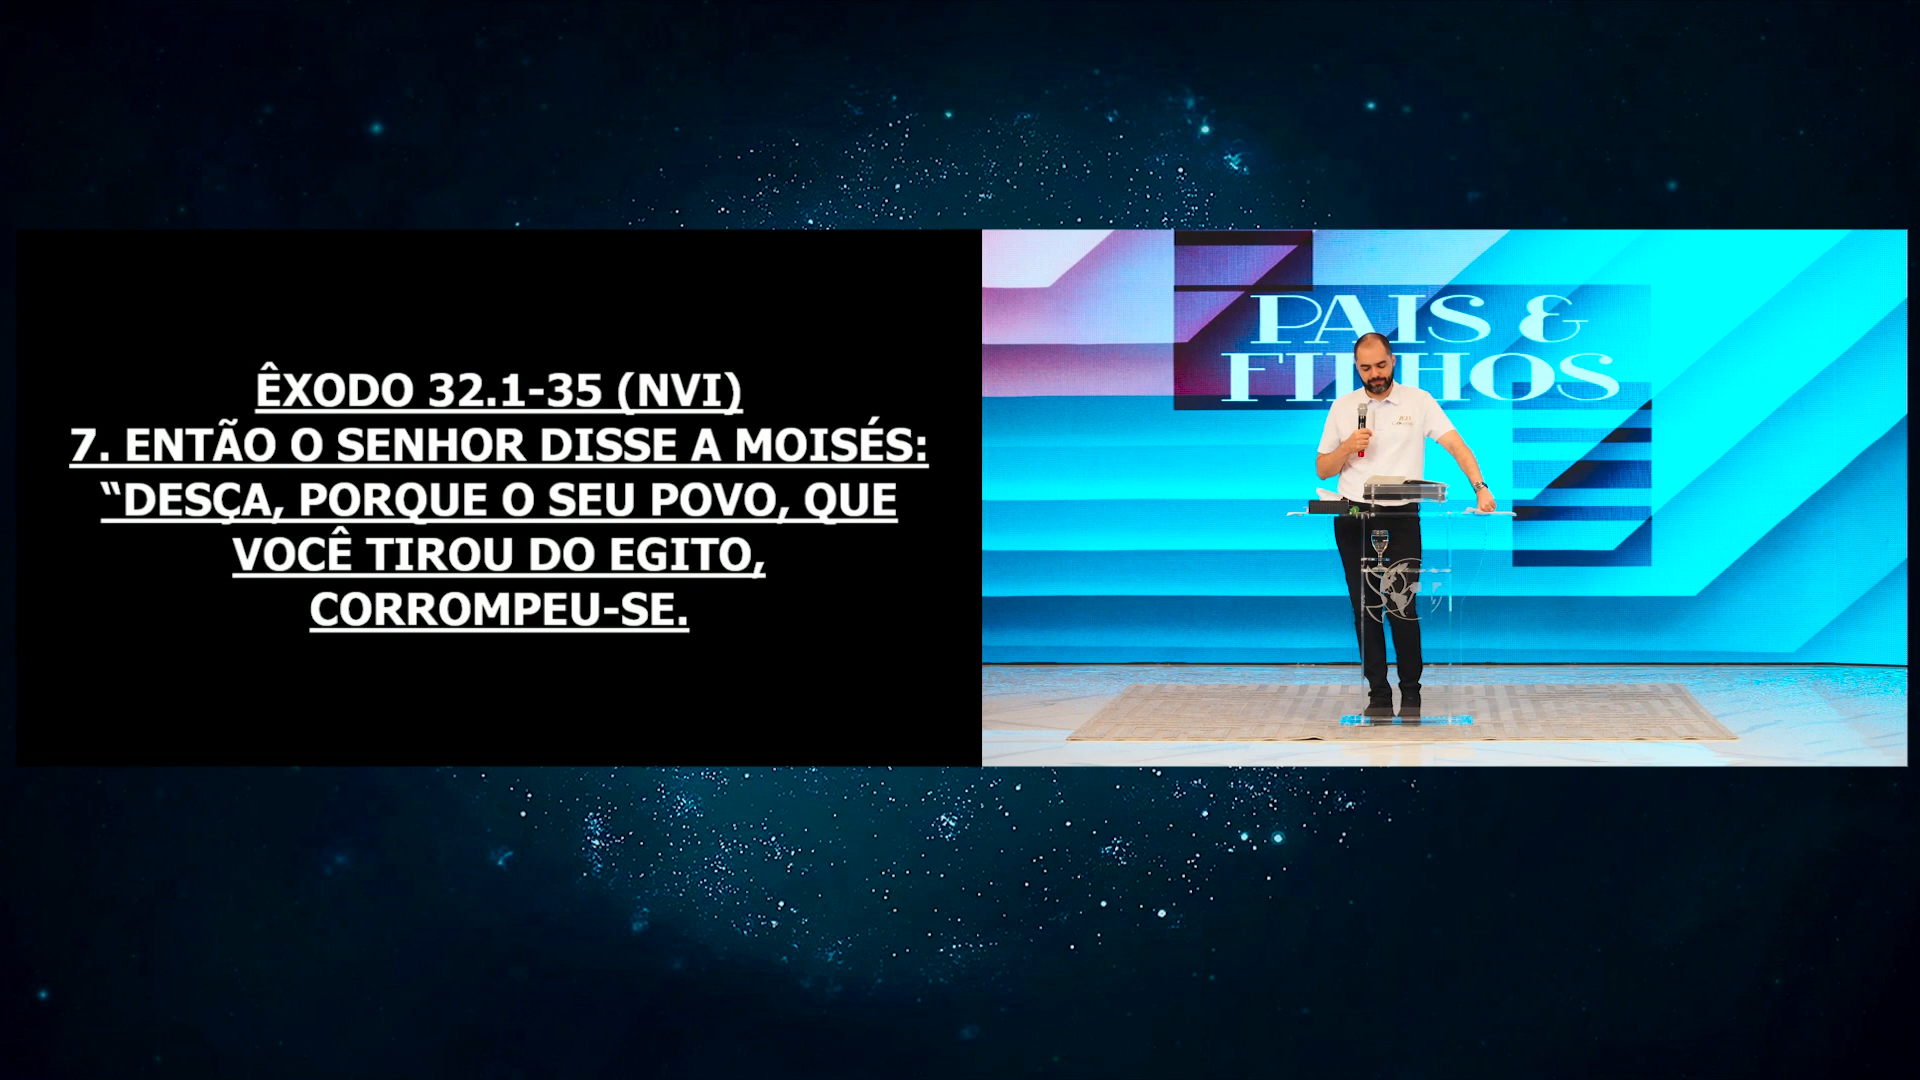 ÊXODO 32.1-35 (NVI)
7. ENTÃO O SENHOR DISSE A MOISÉS:
“DESÇA, PORQUE O SEU POVO, QUE
VOCÊ TIROU DO EGITO,
CORROMPEU-SE.
PAIS &
FILHOS